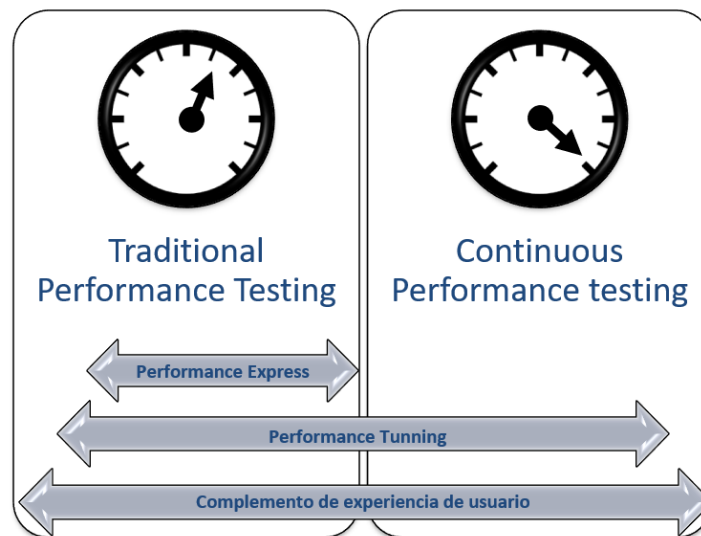 Traditional
Performance Testing
Continuous
Performance testing
Performance Express
Performance Tunning
Complemento de experiencia de usuario